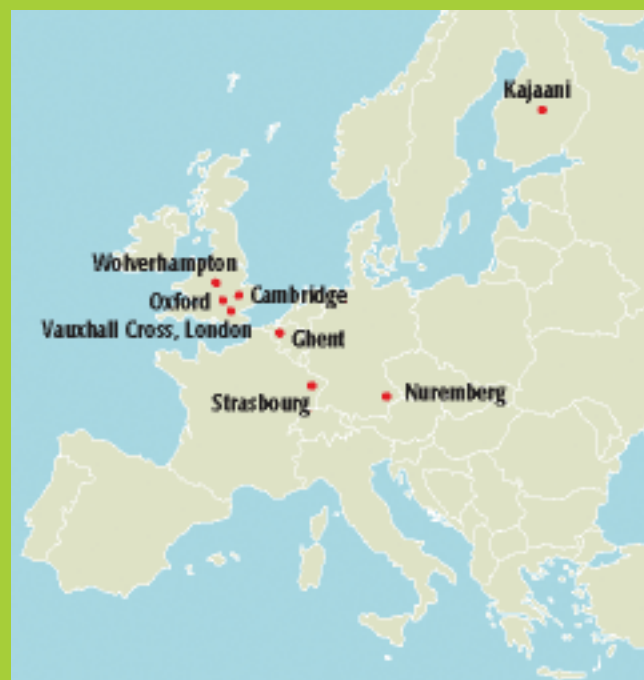 Kajaani
Wolverhampton
Oxford
Cambridge
Vauxhall Cross, London
Ghent
Strasbourg
Nuremberg